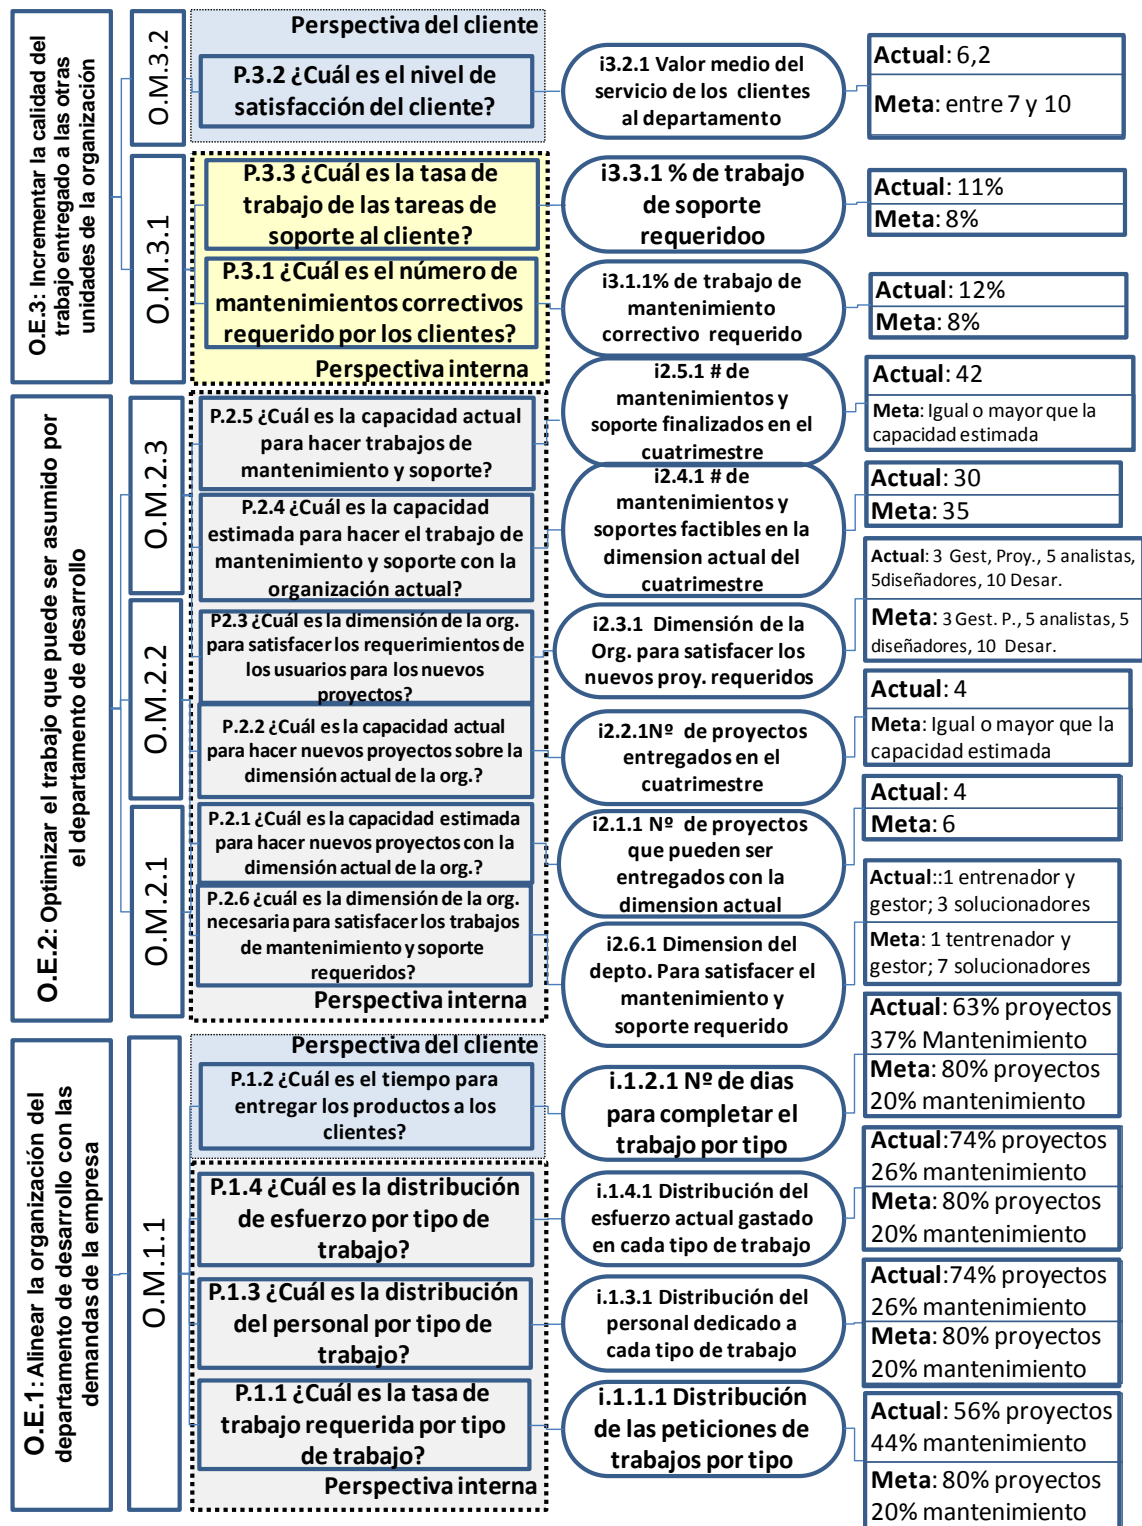 O.E.3: Incrementar la calidad del
trabajo entregado a las otras
unidades de la organización
O.M.3.2
Perspectiva del cliente
P.3.2 ¿Cuál es el nivel de
satisfacción del cliente?
i3.2.1 Valor medio del
servicio de los clientes
al departamento
Actual: 6,2
Meta: entre 7 y 10
O.M.3.1
P.3.3 ¿Cuál es la tasa de
trabajo de las tareas de
soporte al cliente?
i3.3.1 % de trabajo
de soporte
requeridoo
Actual: 11%
Meta: 8%
P.3.1 ¿Cuál es el número de
mantenimientos correctivos
requerido por los clientes?
Perspectiva interna
i3.1.1% de trabajo de
mantenimiento
correctivo requerido
Actual: 12%
Meta: 8%
O.E.2: Optimizar el trabajo que puede ser asumido por
el departamento de desarrollo
O.M.2.3
P.2.5 ¿Cuál es la capacidad actual
para hacer trabajos de
mantenimiento y soporte?
i2.5.1 # de
mantenimientos y
soporte finalizados en el
cuatrimestre
Actual: 42
Meta: Igual o mayor que la
capacidad estimada
P.2.4 ¿Cuál es la capacidad
estimada para hacer el trabajo de
mantenimiento y soporte con la
organización actual?
i2.4.1 # de
mantenimientos y
soportes factibles en la
dimension actual del
cuatrimestre
Actual: 30
Meta: 35
O.M.2.2
P2.3 ¿Cuál es la dimensión de la org.
para satisfacer los requerimientos de
los usuarios para los nuevos
proyectos?
i2.3.1 Dimensión de la
Org. para satisfacer los
nuevos proy. requeridos
Actual: 3 Gest, Proy., 5 analistas,
5diseñadores, 10 Desar.
Meta: 3 Gest. P., 5 analistas, 5
diseñadores, 10 Desar.
P.2.2 ¿Cuál es la capacidad actual
para hacer nuevos proyectos sobre la
dimensión actual de la org.?
i2.2.1Nº de proyectos
entregados en el
cuatrimestre
Actual: 4
Meta: Igual o mayor que la
capacidad estimada
O.M.2.1
P.2.1 ¿Cuál es la capacidad estimada
para hacer nuevos proyectos con la
dimensión actual de la org.?
i2.1.1 Nº de proyectos
que pueden ser
entregados con la
dimension actual
Actual: 4
Meta: 6
P.2.6 ¿cuál es la dimensión de la org.
necesaria para satisfacer los trabajos
de mantenimiento y soporte
requeridos?
Perspectiva interna
i2.6.1 Dimension del
depto. Para satisfacer el
mantenimiento y
soporte requerido
Actual::1 entrenador y
gestor; 3 solucionadores
Meta: 1 tentrenador y
gestor; 7 solucionadores
O.E.1: Alinear la organización del
departamento de desarrollo con las
demandas de la empresa
O.M.1.1
Perspectiva del cliente
P.1.2 ¿Cuál es el tiempo para
entregar los productos a los
clientes?
i.1.2.1 Nº de dias
para completar el
trabajo por tipo
Actual: 63% proyectos
37% Mantenimiento
Meta: 80% proyectos
20% mantenimiento
P.1.4 ¿Cuál es la distribución
de esfuerzo por tipo de
trabajo?
i.1.4.1 Distribución del
esfuerzo actual gastado
en cada tipo de trabajo
Actual:74% proyectos
26% mantenimiento
Meta: 80% proyectos
20% mantenimiento
P.1.3 ¿Cuál es la distribución
del personal por tipo de
trabajo?
i.1.3.1 Distribución del
personal dedicado a
cada tipo de trabajo
Actual:74% proyectos
26% mantenimiento
Meta: 80% proyectos
20% mantenimiento
P.1.1 ¿Cuál es la tasa de
trabajo requerida por tipo
de trabajo?
Perspectiva interna
i.1.1.1 Distribución
de las peticiones de
trabajos por tipo
Actual: 56% proyectos
44% mantenimiento
Meta: 80% proyectos
20% mantenimiento